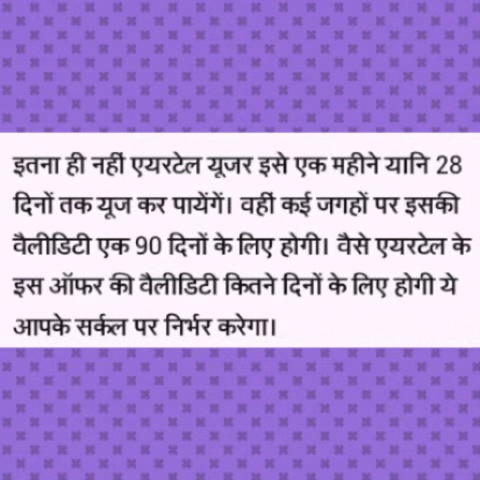 इतना ही नहीं एयरटेल यूजर इसे एक महीने यानि 28
दिनों तक यूज कर पायेंगें। वहीं कई जगहों पर इसकी
वैलीडिटी एक 90 दिनों के लिए होगी। वैसे एयरटेल के
इस ऑफर की वैलीडिटी कितने दिनों के लिए होगी ये
आपके सर्कल पर निर्भर करेगा।